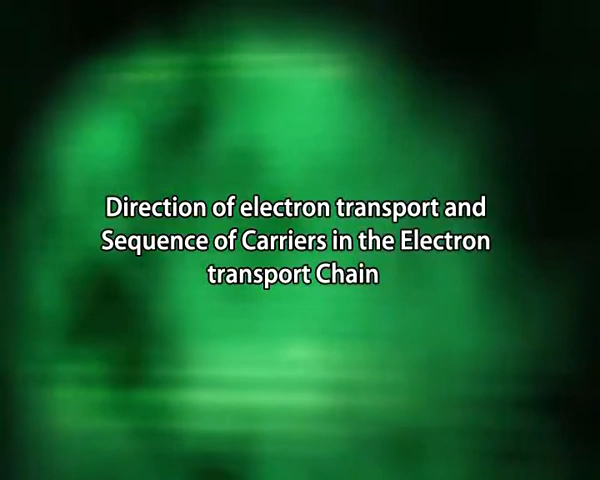 Direction of electron transport and
Sequence of Carriers in the Electron
transport Chain